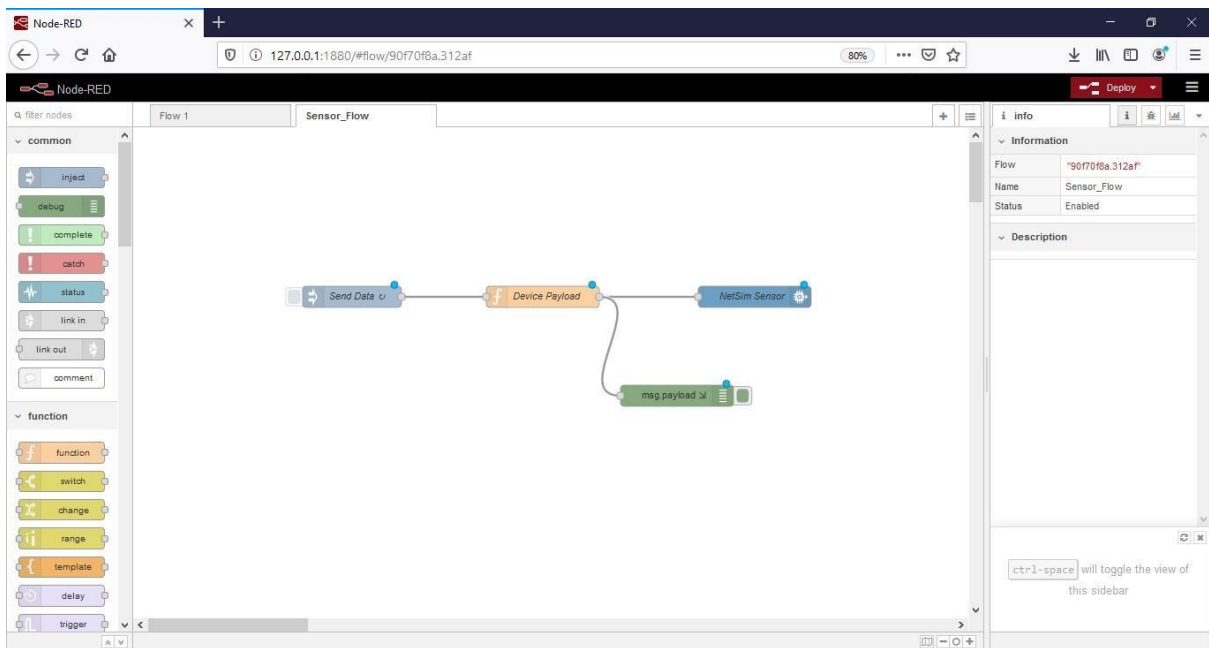 Node-RED
127.0.0.1:1880/#flow/90f70f8a.312af
80%
Node-RED
Deploy
filter nodes
common
inject
debug
complete
catch
status
link in
link out
comment
function
function
switch
change
range
template
delay
trigger
Flow 1
Sensor_Flow
Send Data ↻
Device Payload
NetSim Sensor
msg.payload
info
Information
Flow "90f70f8a.312af"
Name Sensor_Flow
Status Enabled
Description
ctrl-space will toggle the view of
this sidebar